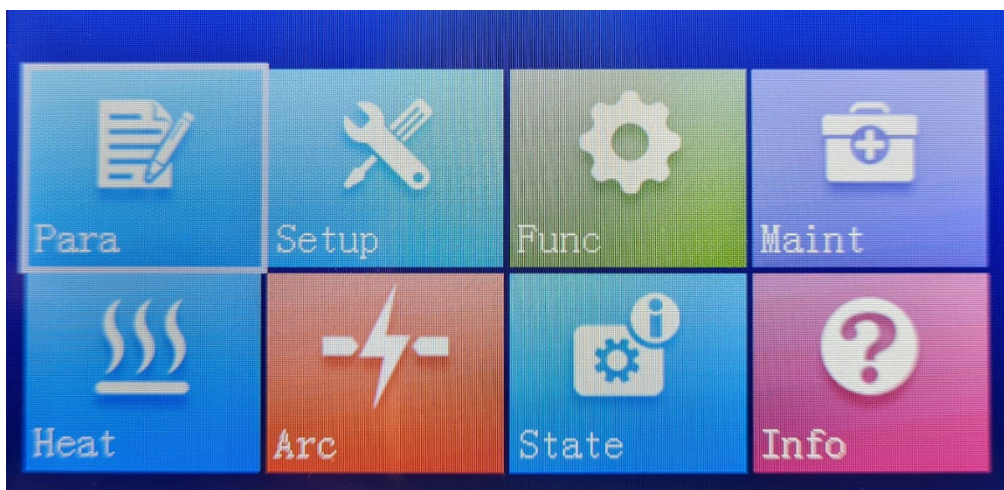 Para
Setup
Func
Maint
Heat
Arc
State
Info